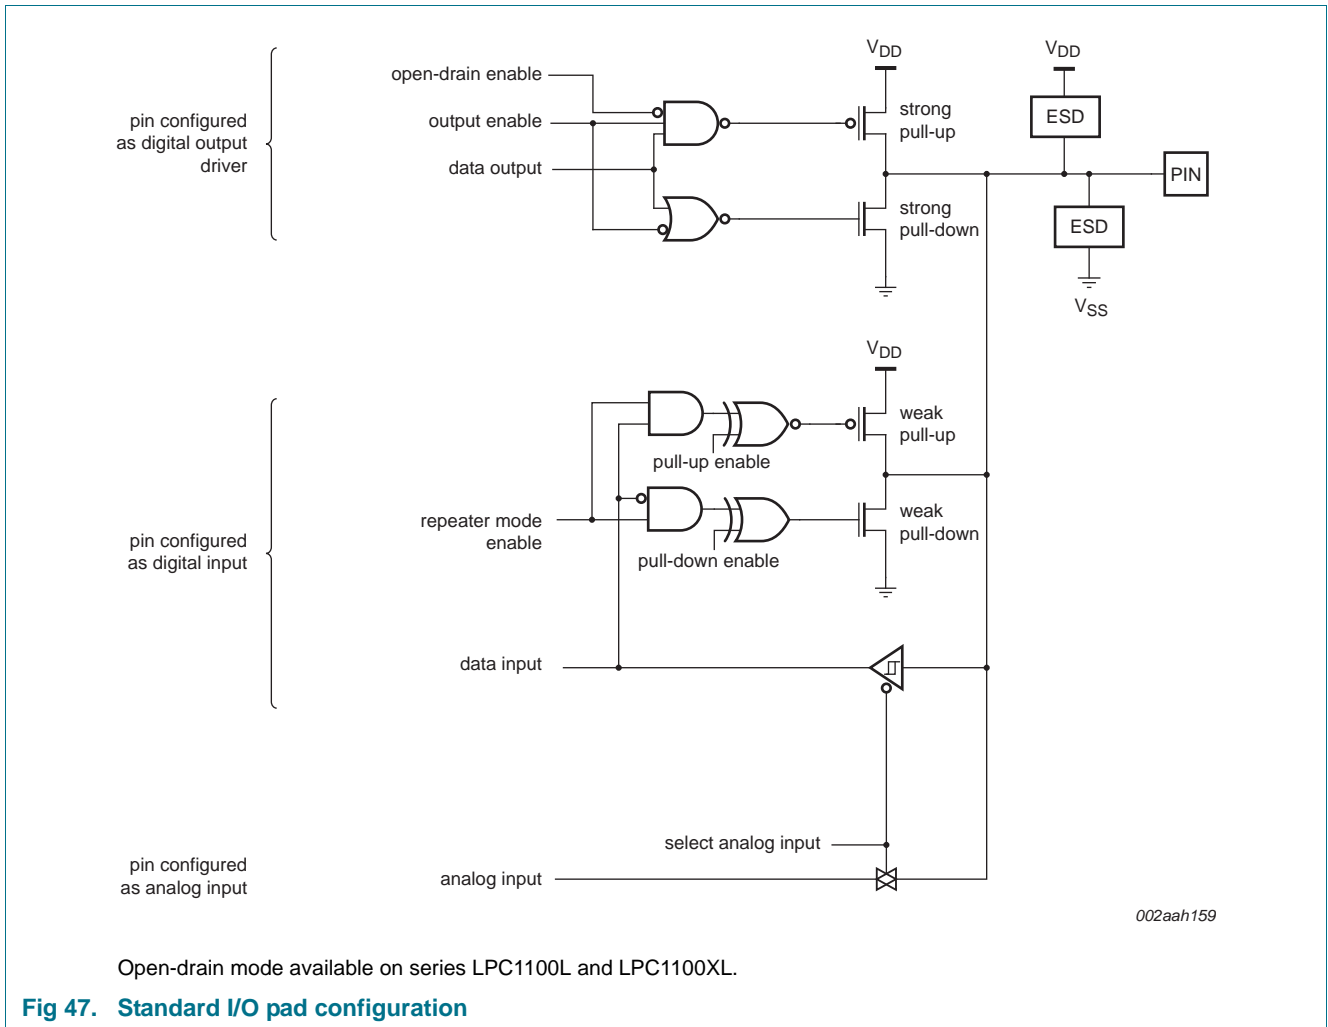 pin configured
as digital output
driver
open-drain enable
output enable
data output
VDD
strong
pull-up
strong
pull-down
VDD
ESD
PIN
ESD
VSS
pin configured
as digital input
VDD
weak
pull-up
pull-up enable
repeater mode
enable
weak
pull-down
pull-down enable
data input
select analog input
pin configured
as analog input
analog input
002aah159
Open-drain mode available on series LPC1100L and LPC1100XL.
Fig 47. Standard I/O pad configuration